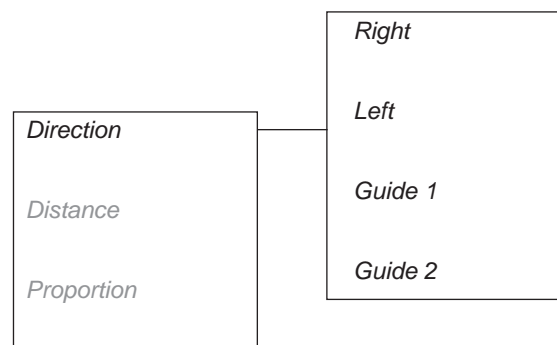 Right
Left
Guide 1
Guide 2
Direction
Distance
Proportion